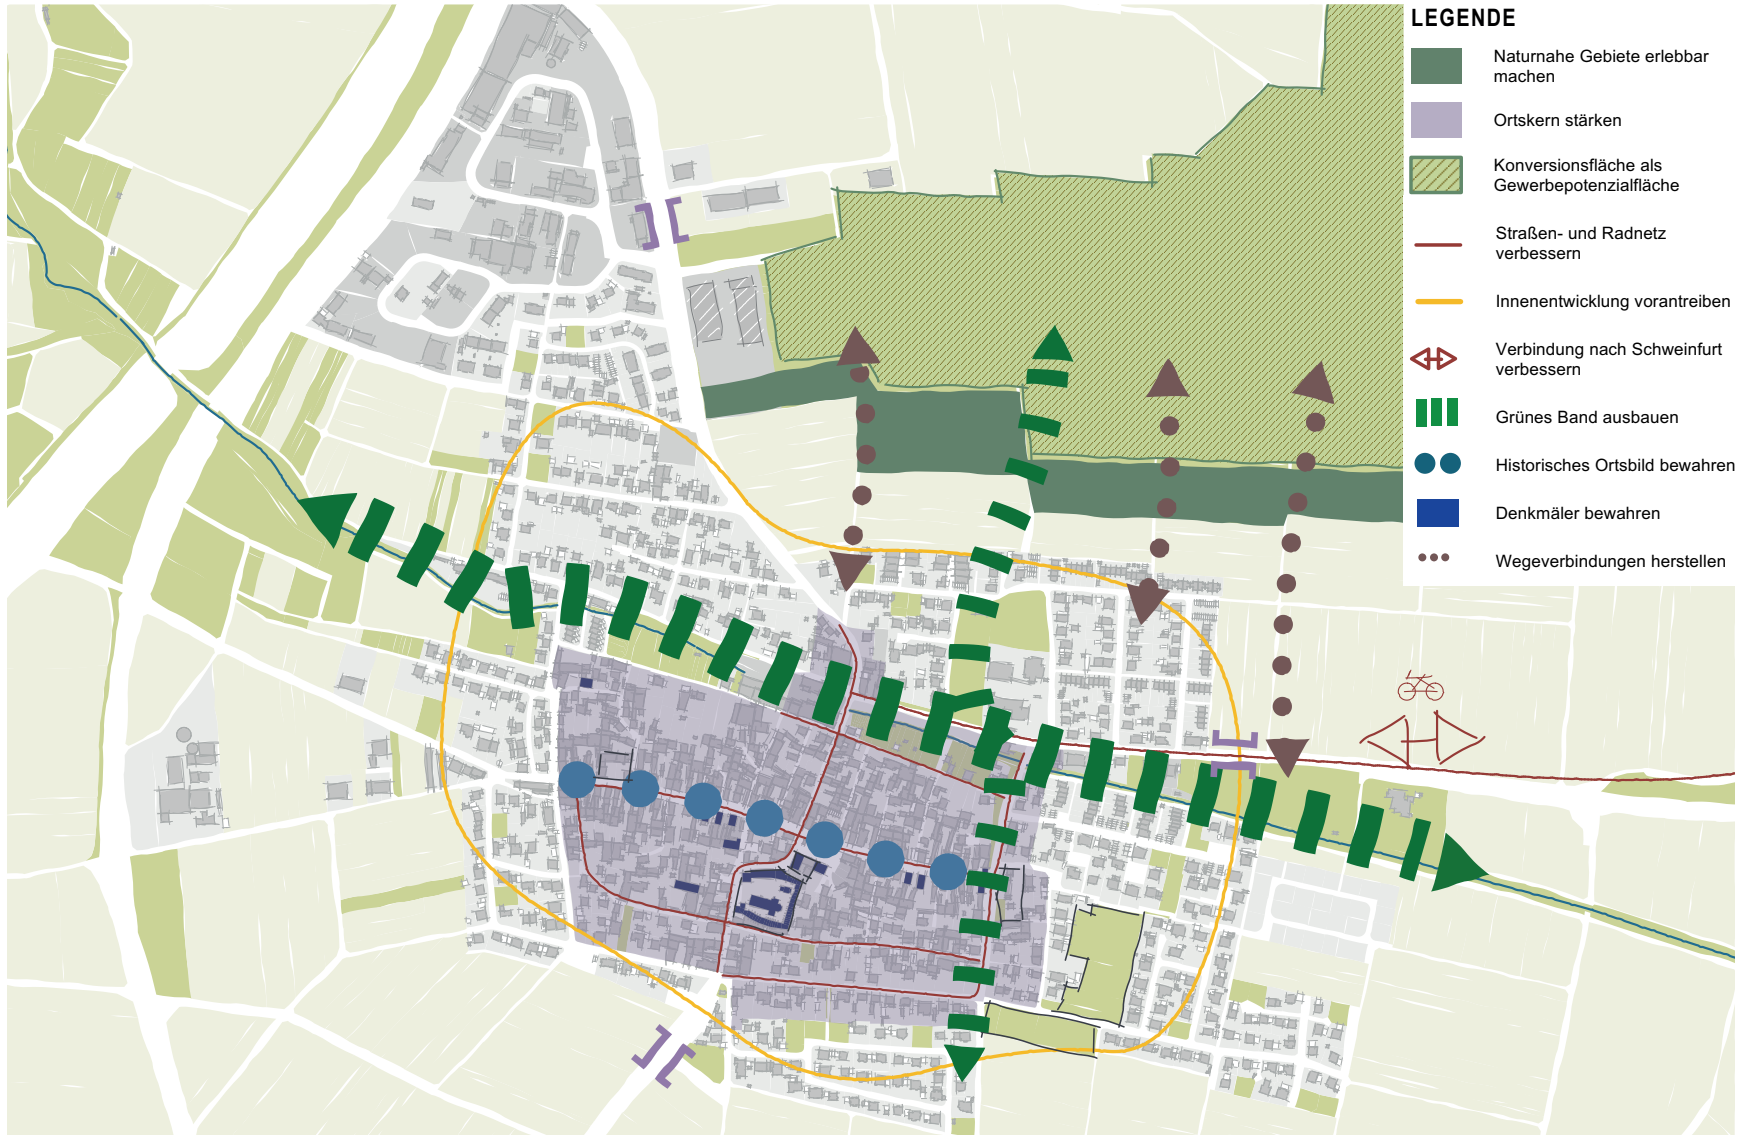 LEGENDE
Naturnahe Gebiete erlebbar
machen
Ortskern stärken
Konversionsfläche als
Gewerbepotenzialfläche
Straßen- und Radnetz
verbessern
Innenentwicklung vorantreiben
Verbindung nach Schweinfurt
verbessern
Grünes Band ausbauen
Historisches Ortsbild bewahren
Denkmäler bewahren
Wegeverbindungen herstellen